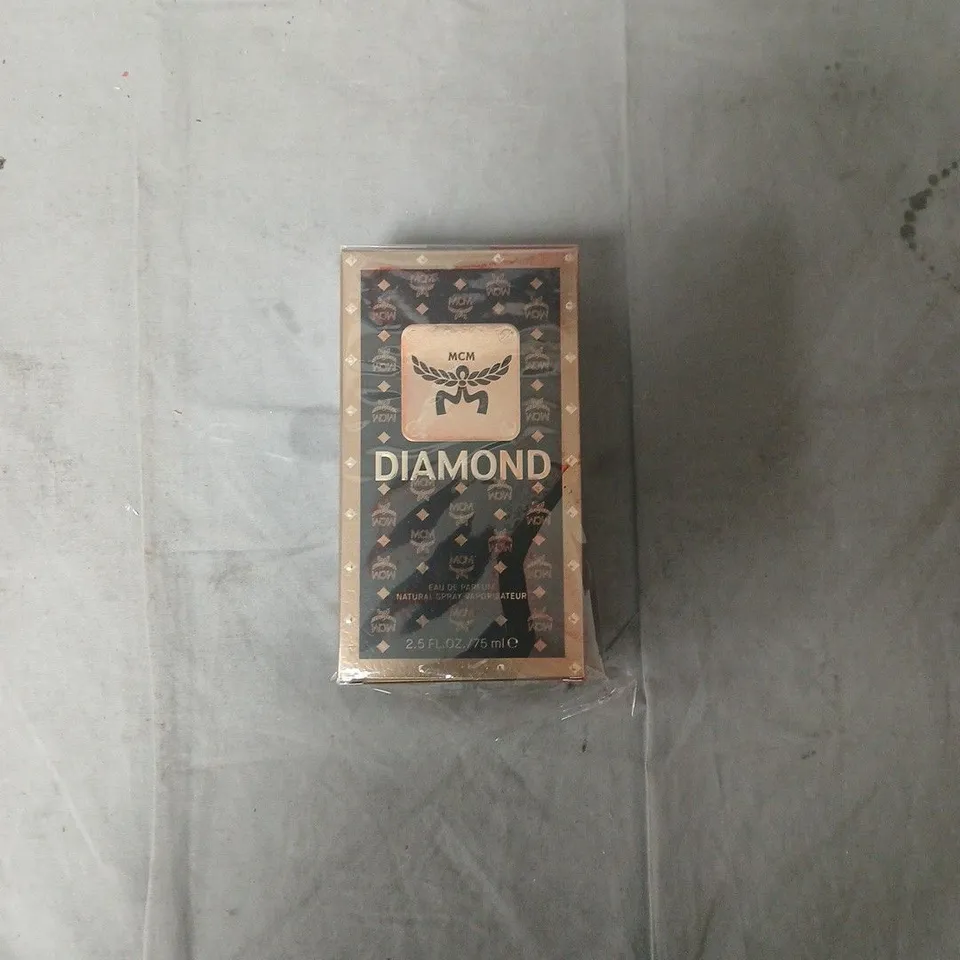 MCM
DIAMOND
EAU DE PARFUM
NATURAL SPRAY VAPORISATEUR
2.5 FL.OZ./75 ml ℮